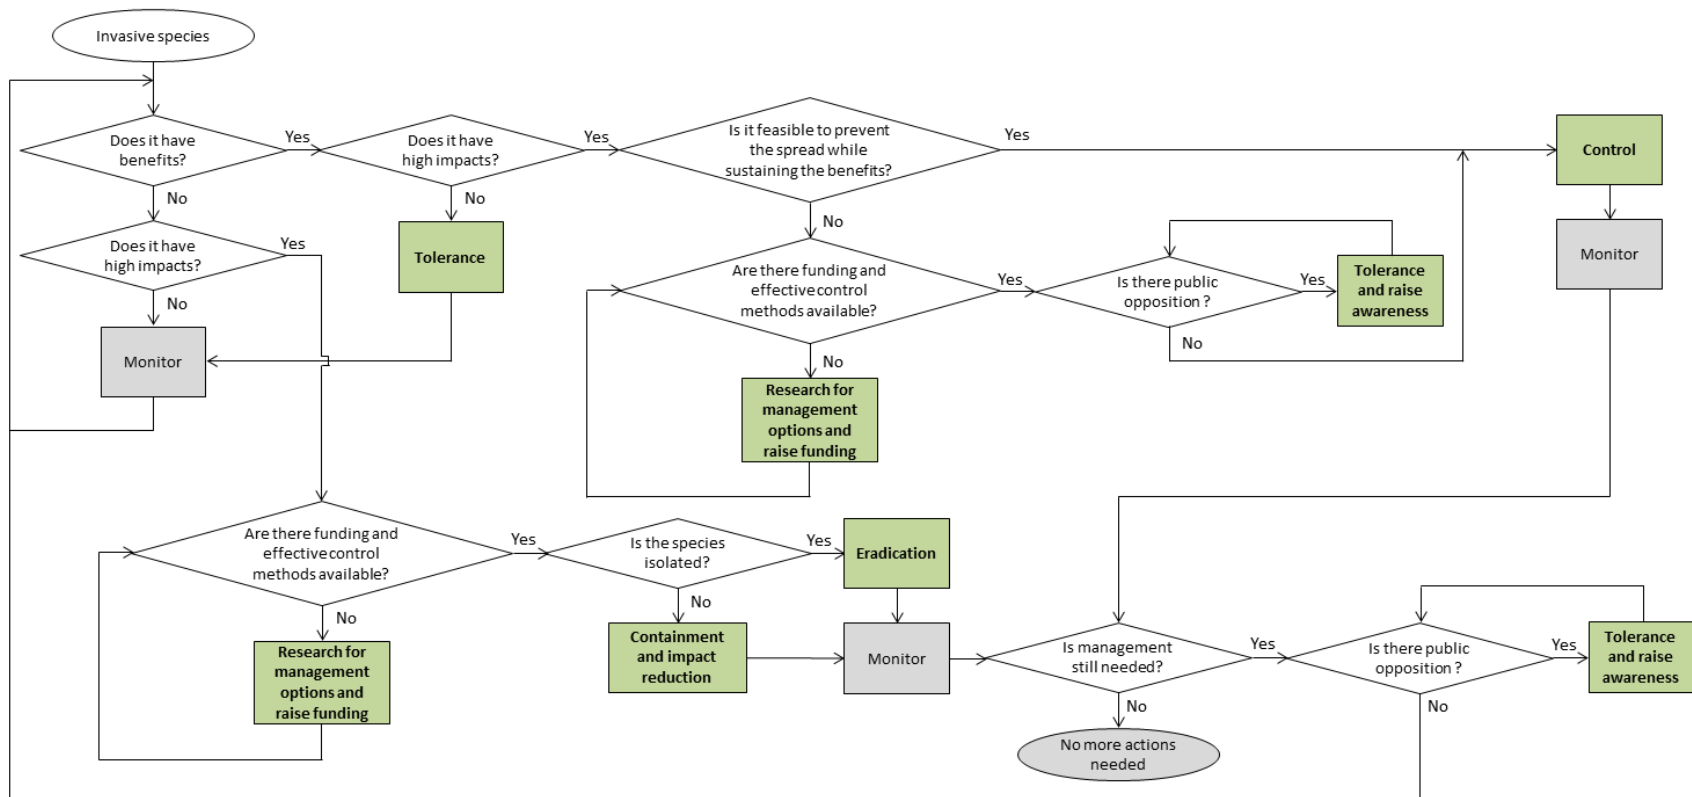 Invasive species
Does it have
benefits?
Yes
No
Does it have
high impacts?
Yes
No
Is it feasible to prevent
the spread while
sustaining the benefits?
Yes
No
Control
Monitor
Does it have
high impacts?
Yes
No
Tolerance
Monitor
Are there funding and
effective control
methods available?
Yes
No
Is there public
opposition ?
Yes
No
Tolerance
and raise
awareness
Research for
management
options and
raise funding
Are there funding and
effective control
methods available?
Yes
No
Is the species
isolated?
Yes
No
Eradication
Research for
management
options and
raise funding
Containment
and impact
reduction
Monitor
Is management
still needed?
Yes
No
Is there public
opposition ?
Yes
No
Tolerance
and raise
awareness
No more actions
needed